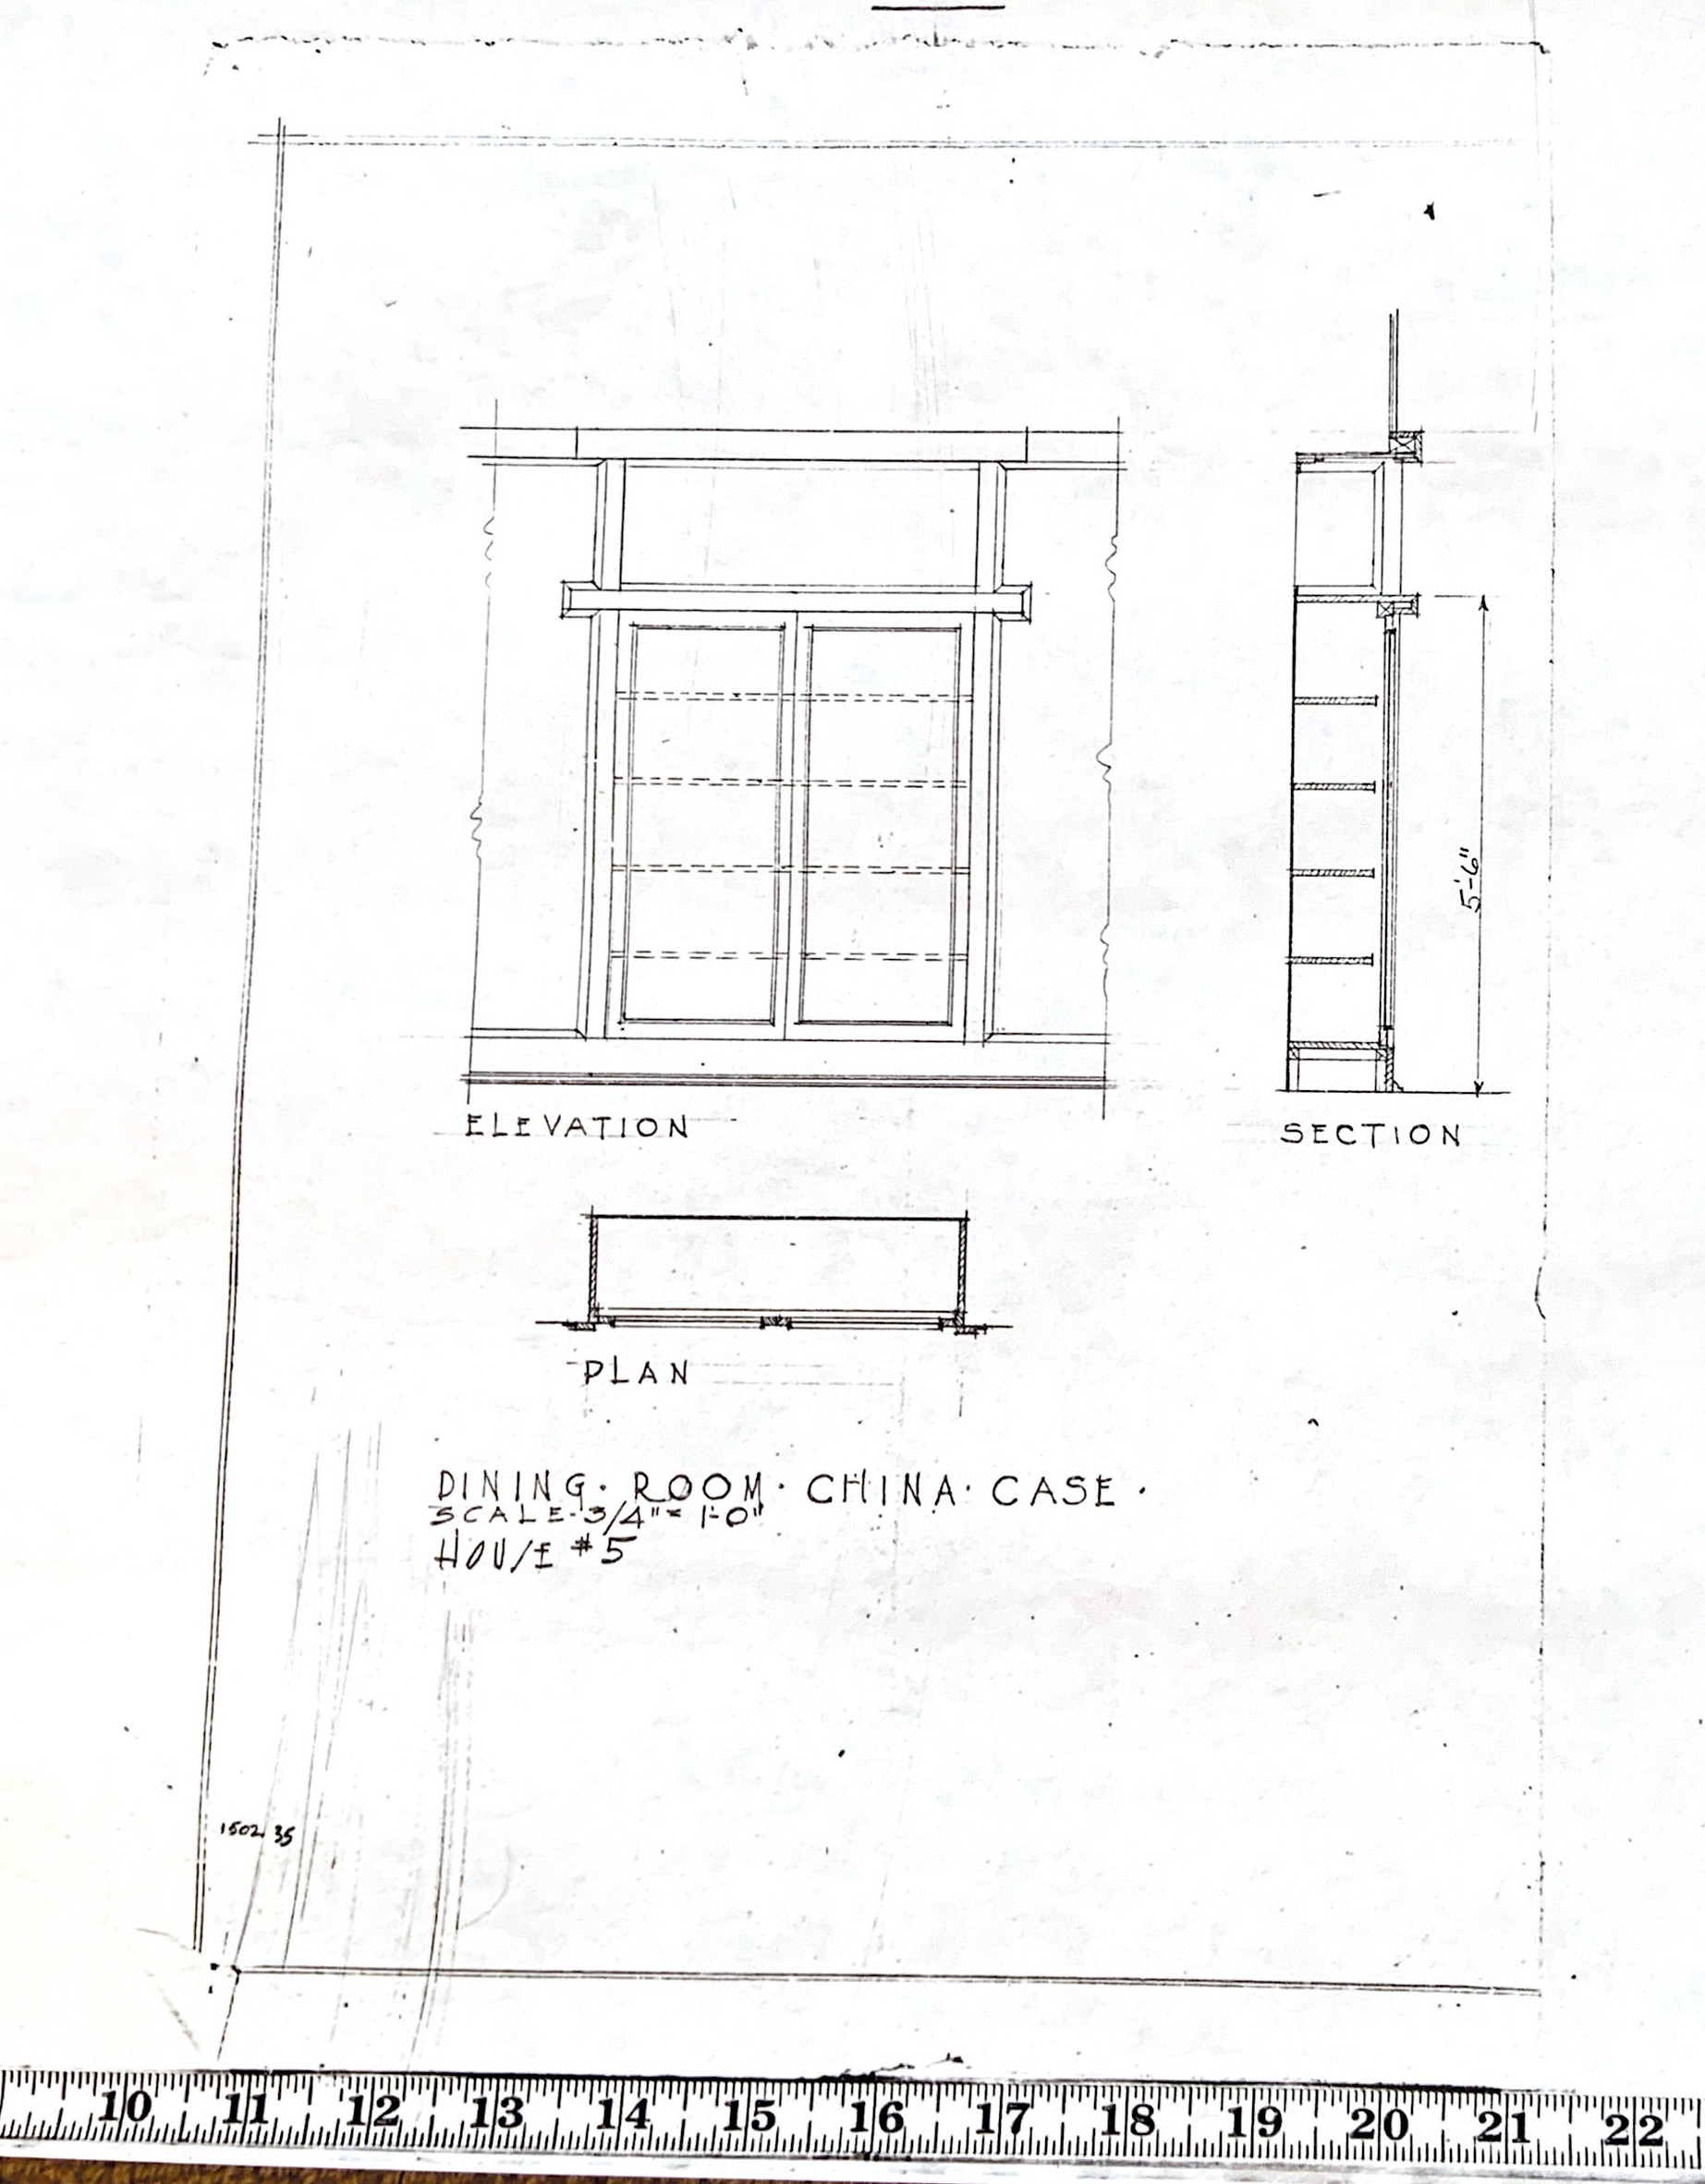 5'-6"
ELEVATION
SECTION
PLAN
DINING · ROOM · CHINA · CASE ·
SCALE - 3/4" = 1'-0"
HOUSE #5
1502.35
10 11 12 13 14 15 16 17 18 19 20 21 22